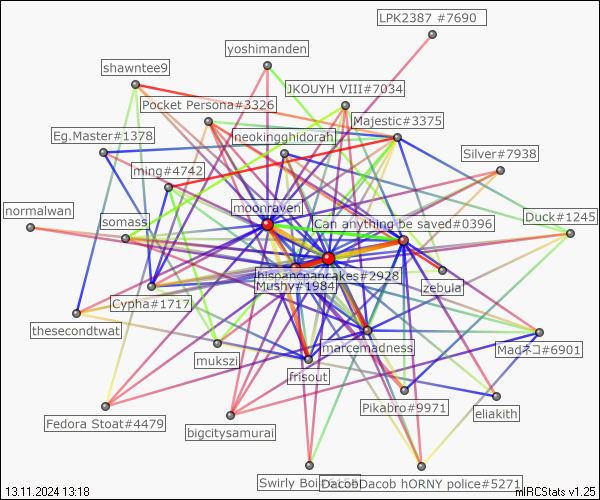 LPK2387 #7690
yoshimanden
shawntee9
JKOUYH VIII#7034
Pocket Persona#3326
Majestic#3375
Eg.Master#1378
neokingghidorah
Silver#7938
ming#4742
normalwan
moonraven
somass
Can anything be saved#0396
Duck#1245
hispancpancakes#2928
Mushy#1984
zebula
Cypha#1717
thesecondtwat
marcemadness
Madネコ#6901
mukszi
frisout
Pikabro#9971
eliakith
Fedora Stoat#4479
bigcitysamurai
Swirly Boi
DacobDacob hORNY police#5271
13.11.2024 13:18
mIRCStats v1.25